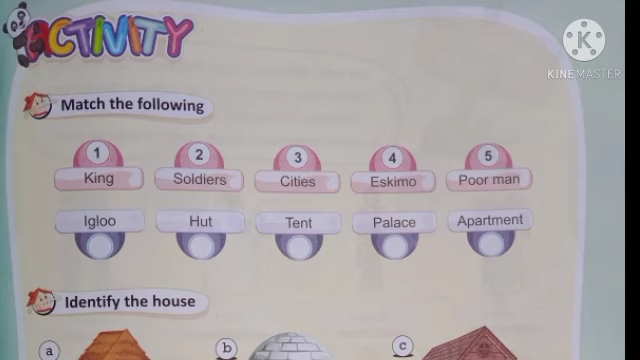 ACTIVITY
KINEMASTER
Match the following
1 2 3 4 5
King Soldiers Cities Eskimo Poor man
Igloo Hut Tent Palace Apartment
Identify the house
a b c